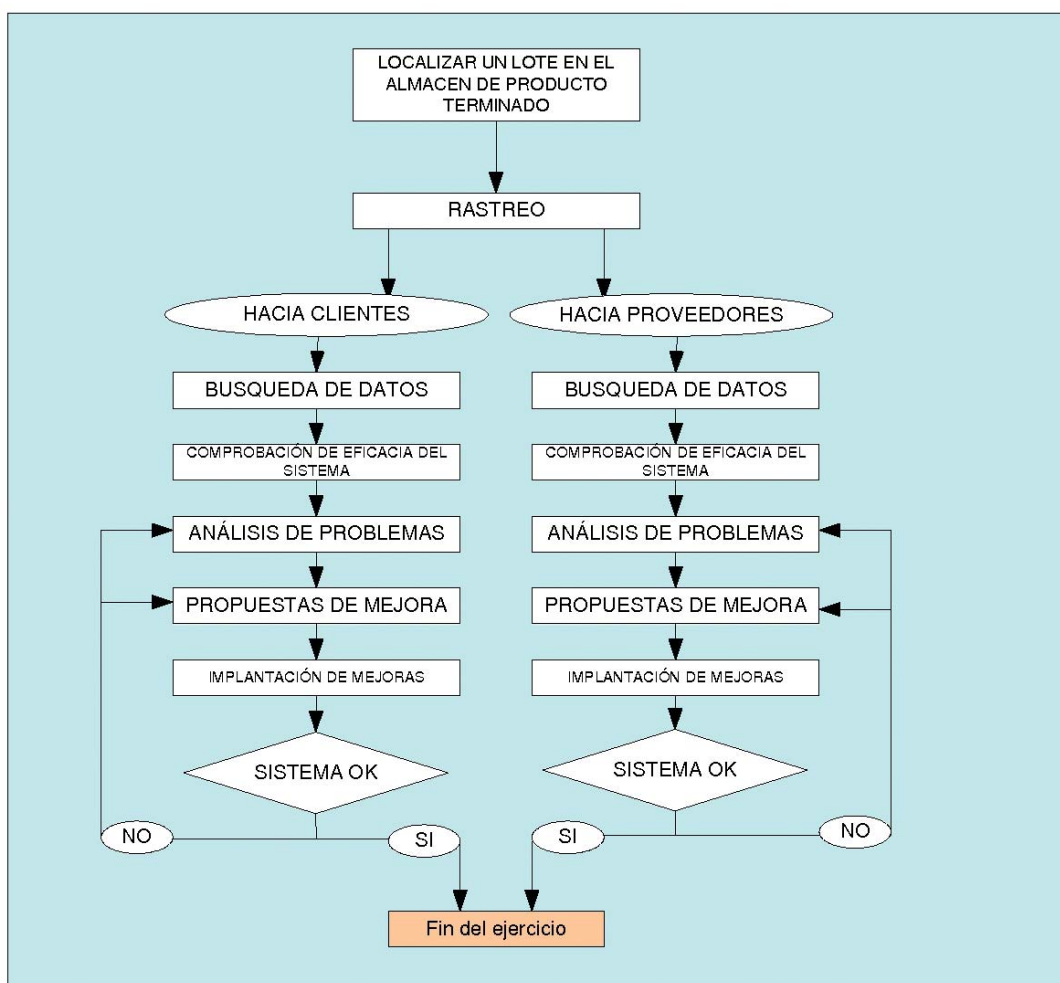 LOCALIZAR UN LOTE EN EL
ALMACEN DE PRODUCTO
TERMINADO
RASTREO
HACIA CLIENTES
HACIA PROVEEDORES
BUSQUEDA DE DATOS
BUSQUEDA DE DATOS
COMPROBACIÓN DE EFICACIA DEL
SISTEMA
COMPROBACIÓN DE EFICACIA DEL
SISTEMA
ANÁLISIS DE PROBLEMAS
ANÁLISIS DE PROBLEMAS
PROPUESTAS DE MEJORA
PROPUESTAS DE MEJORA
IMPLANTACIÓN DE MEJORAS
IMPLANTACIÓN DE MEJORAS
SISTEMA OK
SISTEMA OK
NO
SI
SI
NO
Fin del ejercicio